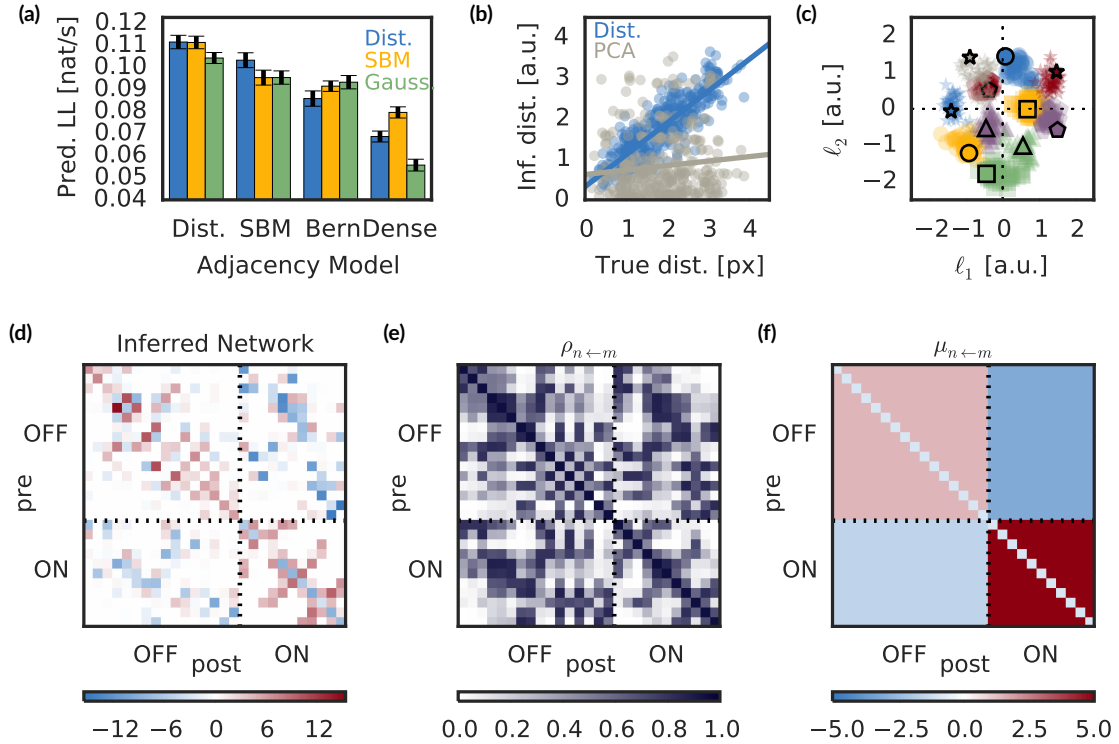 (a)
Pred. LL [nat/s]
0.12
0.11
0.10
0.09
0.08
0.07
0.06
0.05
0.04
Dist.
SBM
Gauss.
Dist. SBM Bern Dense
Adjacency Model
(b)
Inf. dist. [a.u.]
4
3
2
1
0
Dist.
PCA
0 1 2 3 4
True dist. [px]
(c)
ℓ₂ [a.u.]
2
1
0
−1
−2
−2 −1 0 1 2
ℓ₁ [a.u.]
(d)
Inferred Network
pre
OFF
ON
OFF post ON
−12 −6 0 6 12
(e)
ρn←m
pre
OFF
ON
OFF post ON
0.0 0.2 0.4 0.6 0.8 1.0
(f)
μn←m
pre
OFF
ON
OFF post ON
−5.0 −2.5 0.0 2.5 5.0